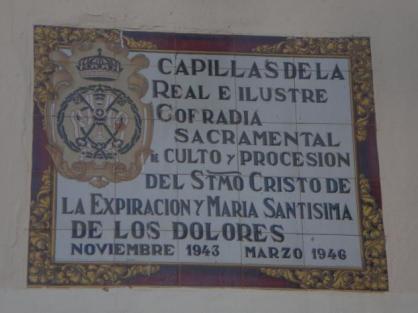 CAPILLAS DE LA
REAL E ILUSTRE
COFRADIA
SACRAMENTAL
DE CULTO Y PROCESION
DEL STMO CRISTO DE
LA EXPIRACION Y MARIA SANTISIMA
DE LOS DOLORES
NOVIEMBRE 1943 MARZO 1946